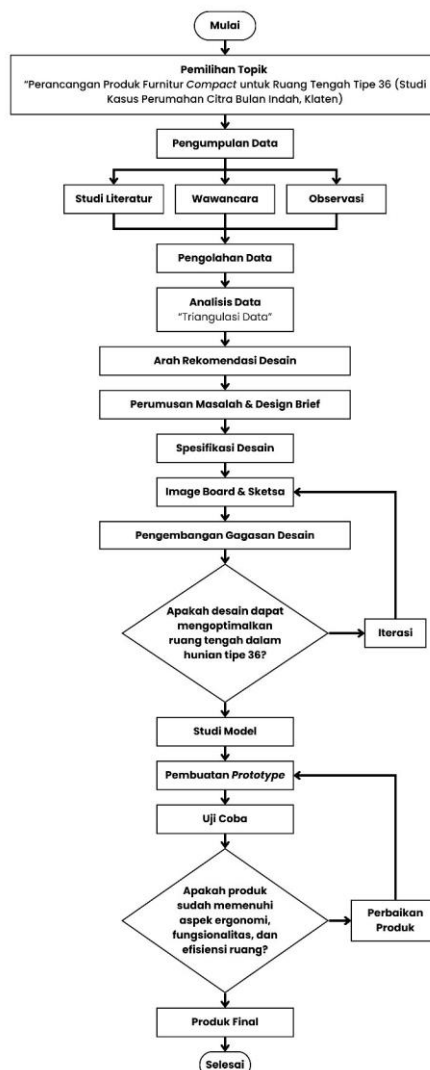 Mulai
Pemilihan Topik
"Perancangan Produk Furnitur Compact untuk Ruang Tengah Tipe 36 (Studi
Kasus Perumahan Citra Bulan Indah, Klaten)
Pengumpulan Data
Studi Literatur
Wawancara
Observasi
Pengolahan Data
Analisis Data
"Triangulasi Data"
Arah Rekomendasi Desain
Perumusan Masalah & Design Brief
Spesifikasi Desain
Image Board & Sketsa
Pengembangan Gagasan Desain
Apakah desain dapat
mengoptimalkan
ruang tengah dalam
hunian tipe 36?
Iterasi
Studi Model
Pembuatan Prototype
Uji Coba
Apakah produk
sudah memenuhi
aspek ergonomi,
fungsionalitas, dan
efisiensi ruang?
Perbaikan
Produk
Produk Final
Selesai